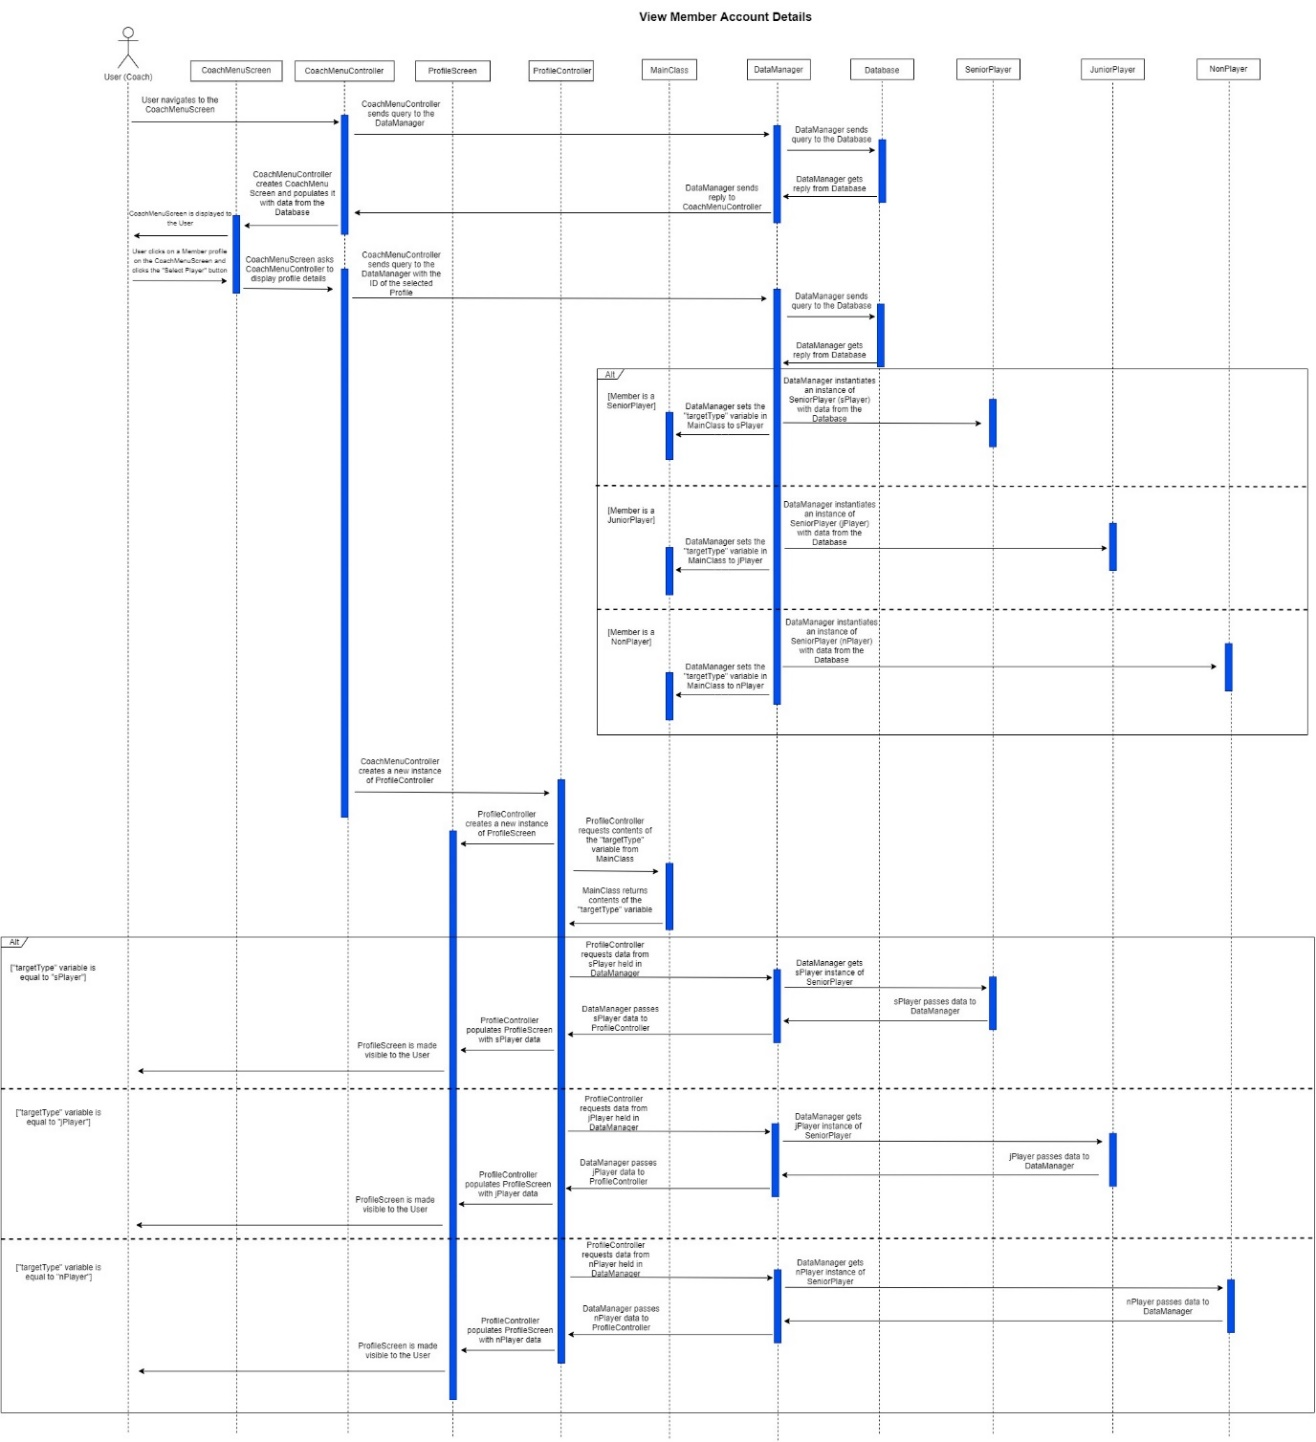 View Member Account Details
User (Coach)
CoachMenuScreen
CoachMenuController
ProfileScreen
ProfileController
MainClass
DataManager
Database
SeniorPlayer
JuniorPlayer
NonPlayer
User navigates to the
CoachMenuScreen
CoachMenuController
sends query to the
DataManager
DataManager sends
query to the Database
DataManager gets
reply from Database
DataManager sends
reply to
CoachMenuController
CoachMenuController
creates CoachMenu
Screen and populates it
with data from the
Database
CoachMenuScreen is displayed to
the User
User clicks on a Member profile
on the CoachMenuScreen and
clicks the "Select Player" button
CoachMenuScreen asks
CoachMenuController to
display profile details
CoachMenuController
sends query to the
DataManager with the
ID of the selected
Profile
DataManager sends
query to the Database
DataManager gets
reply from Database
Alt
[Member is a
SeniorPlayer]
DataManager sets the
"targetType" variable in
MainClass to sPlayer
DataManager instantiates
an instance of
SeniorPlayer (sPlayer)
with data from the
Database
[Member is a
JuniorPlayer]
DataManager sets the
"targetType" variable in
MainClass to jPlayer
DataManager instantiates
an instance of
SeniorPlayer (jPlayer)
with data from the
Database
[Member is a
NonPlayer]
DataManager sets the
"targetType" variable in
MainClass to nPlayer
DataManager instantiates
an instance of
SeniorPlayer (nPlayer)
with data from the
Database
CoachMenuController
creates a new instance
of ProfileController
ProfileController
creates a new instance
of ProfileScreen
ProfileController
requests contents of
the "targetType"
variable from
MainClass
MainClass returns
contents of the
"targetType" variable
Alt
["targetType" variable is
equal to "sPlayer"]
ProfileController
requests data from
sPlayer held in
DataManager
DataManager gets
sPlayer instance of
SeniorPlayer
sPlayer passes data to
DataManager
DataManager passes
sPlayer data to
ProfileController
ProfileController
populates ProfileScreen
with sPlayer data
ProfileScreen is made
visible to the User
["targetType" variable is
equal to "jPlayer"]
ProfileController
requests data from
jPlayer held in
DataManager
DataManager gets
jPlayer instance of
SeniorPlayer
jPlayer passes data to
DataManager
DataManager passes
jPlayer data to
ProfileController
ProfileController
populates ProfileScreen
with jPlayer data
ProfileScreen is made
visible to the User
["targetType" variable is
equal to "nPlayer"]
ProfileController
requests data from
nPlayer held in
DataManager
DataManager gets
nPlayer instance of
SeniorPlayer
nPlayer passes data to
DataManager
DataManager passes
nPlayer data to
ProfileController
ProfileController
populates ProfileScreen
with nPlayer data
ProfileScreen is made
visible to the User